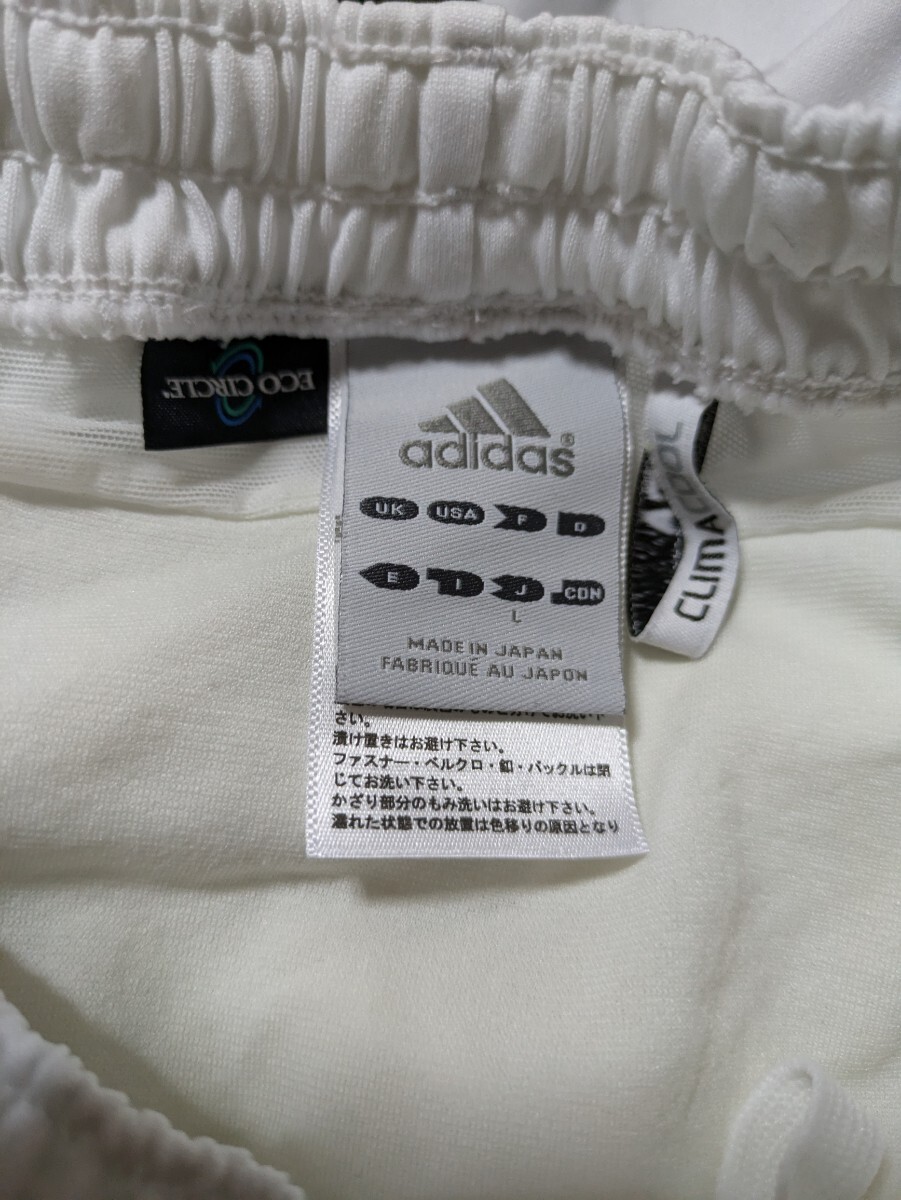 ECO CIRCLE
adidas®
UK USA F D
E I J CDN
L
MADE IN JAPAN
FABRIQUÉ AU JAPON
CLIMACOOL
さい。
漬け置きはお避け下さい。
ファスナー・ベルクロ・釦・バックルは閉
じてお洗い下さい。
かざり部分のもみ洗いはお避け下さい。
濡れた状態での放置は色移りの原因となり